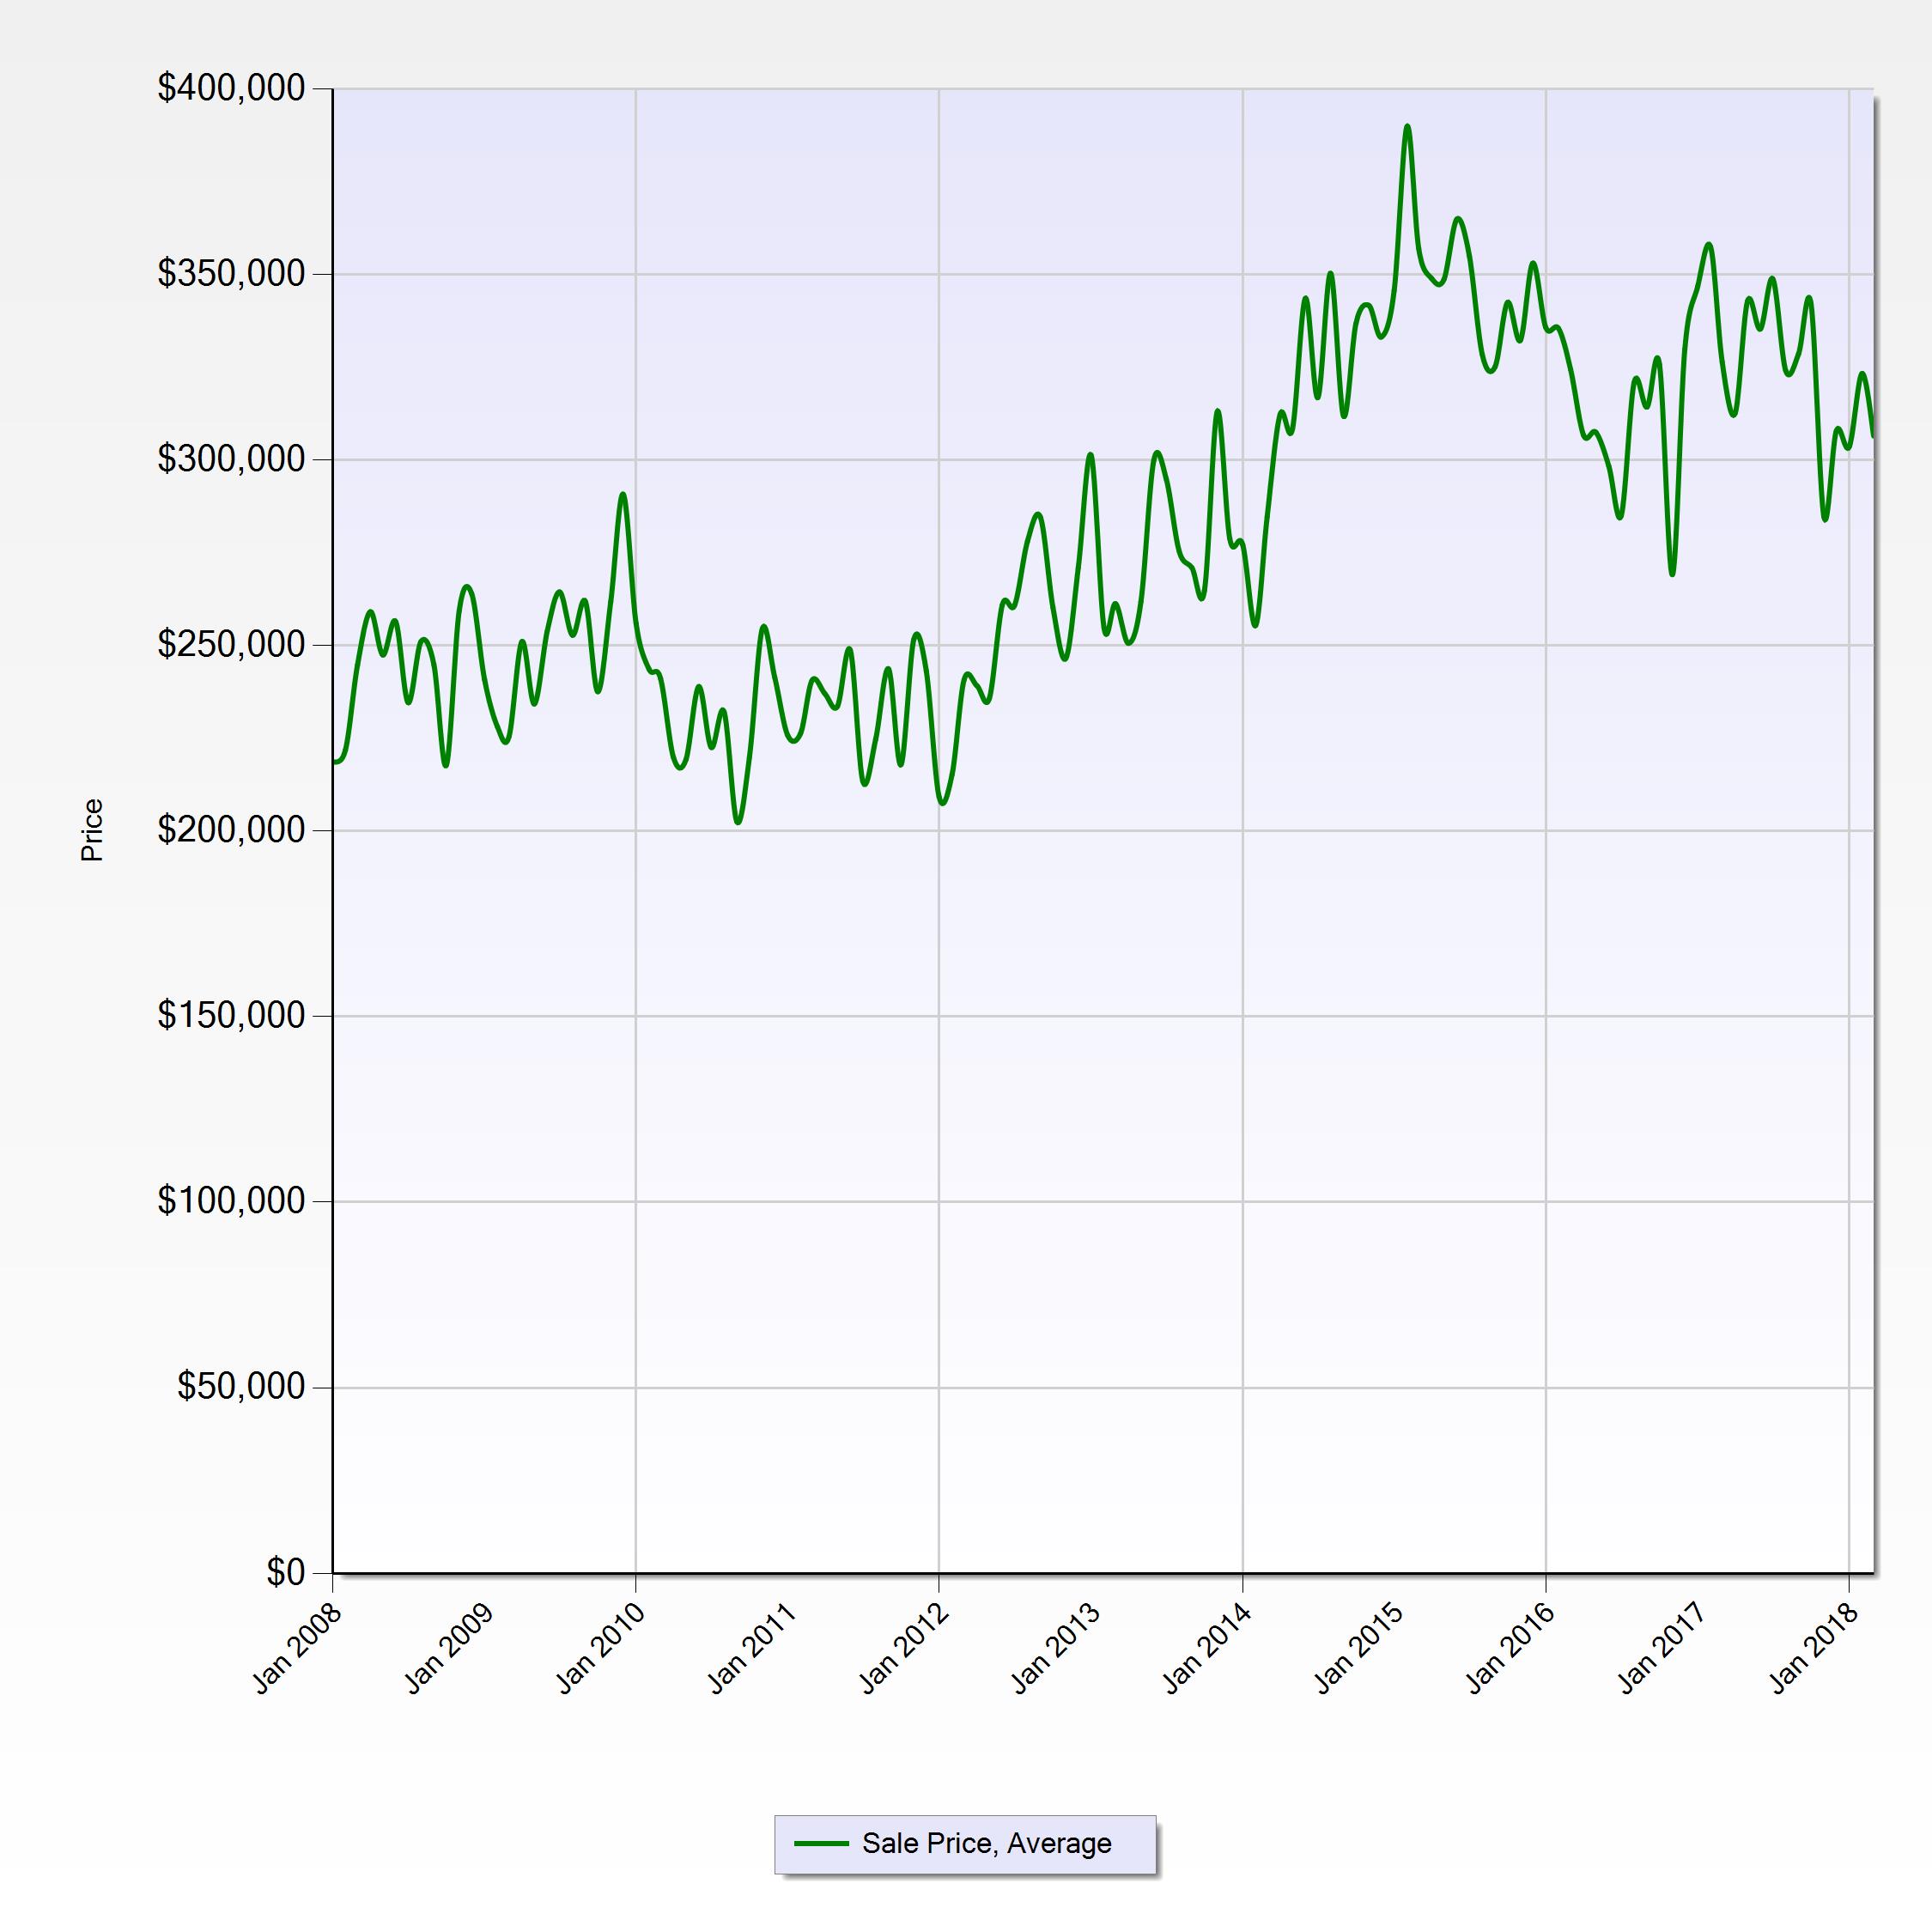 $400,000
$350,000
$300,000
$250,000
$200,000
$150,000
$100,000
$50,000
$0
Price
Jan 2008
Jan 2009
Jan 2010
Jan 2011
Jan 2012
Jan 2013
Jan 2014
Jan 2015
Jan 2016
Jan 2017
Jan 2018
Sale Price, Average